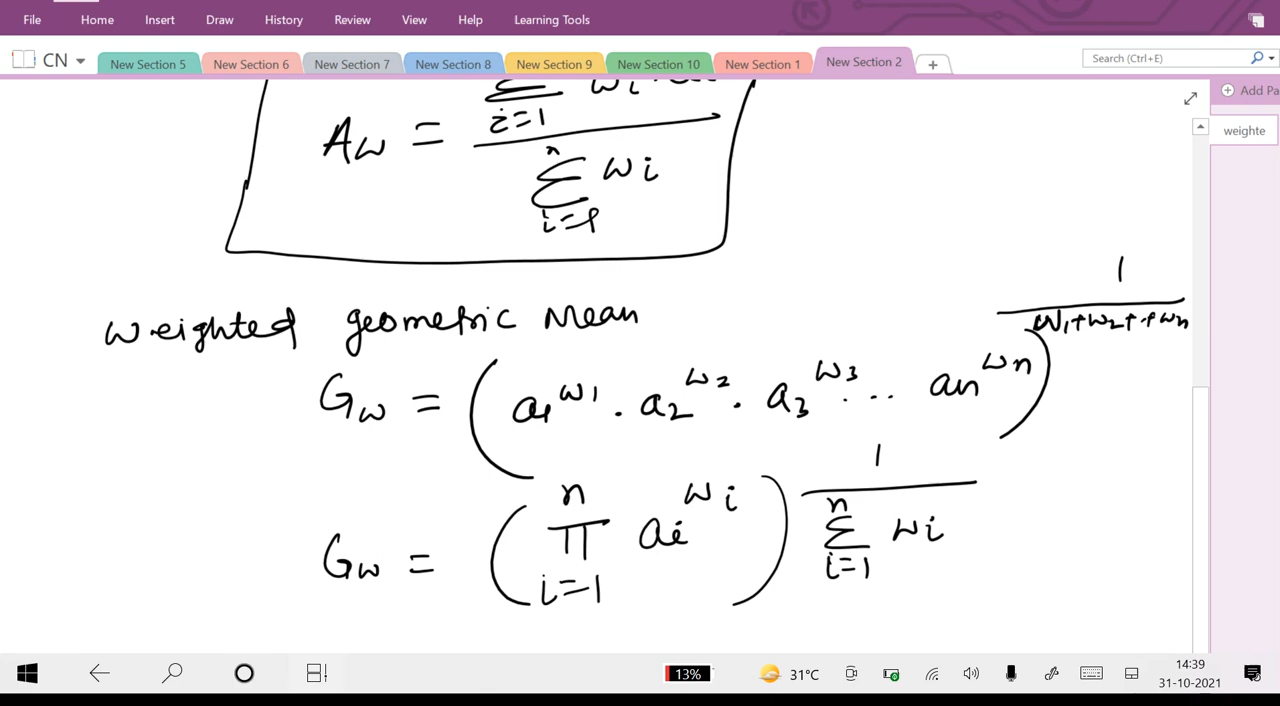 File Home Insert Draw History Review View Help Learning Tools
CN New Section 5 New Section 6 New Section 7 New Section 8 New Section 9 New Section 10 New Section 1 New Section 2 Search (Ctrl+E)
Add Pa
weighte
i=1
Aw =
n
Σ wi
i=1
weighted geometric Mean
1
w1+w2++wn
Gw = (a1^w1 . a2^w2 . a3^w3 ... an^wn)
1
Gw = (n Π i=1 ai^wi) n Σ i=1 wi
13% 31°C 14:39
31-10-2021